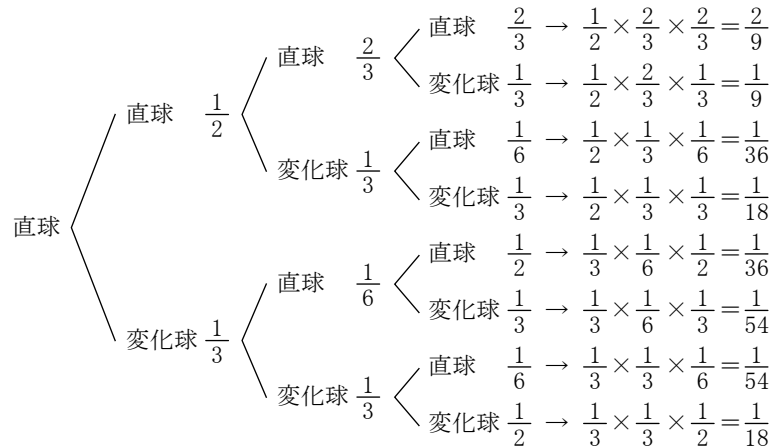 直球 2/3 → 1/2 × 2/3 × 2/3 = 2/9
直球 2/3
変化球 1/3 → 1/2 × 2/3 × 1/3 = 1/9
直球 1/2
直球 1/6 → 1/2 × 1/3 × 1/6 = 1/36
変化球 1/3
変化球 1/3 → 1/2 × 1/3 × 1/3 = 1/18
直球
直球 1/2 → 1/3 × 1/6 × 1/2 = 1/36
直球 1/6
変化球 1/3 → 1/3 × 1/6 × 1/3 = 1/54
変化球 1/3
直球 1/6 → 1/3 × 1/3 × 1/6 = 1/54
変化球 1/3
変化球 1/2 → 1/3 × 1/3 × 1/2 = 1/18